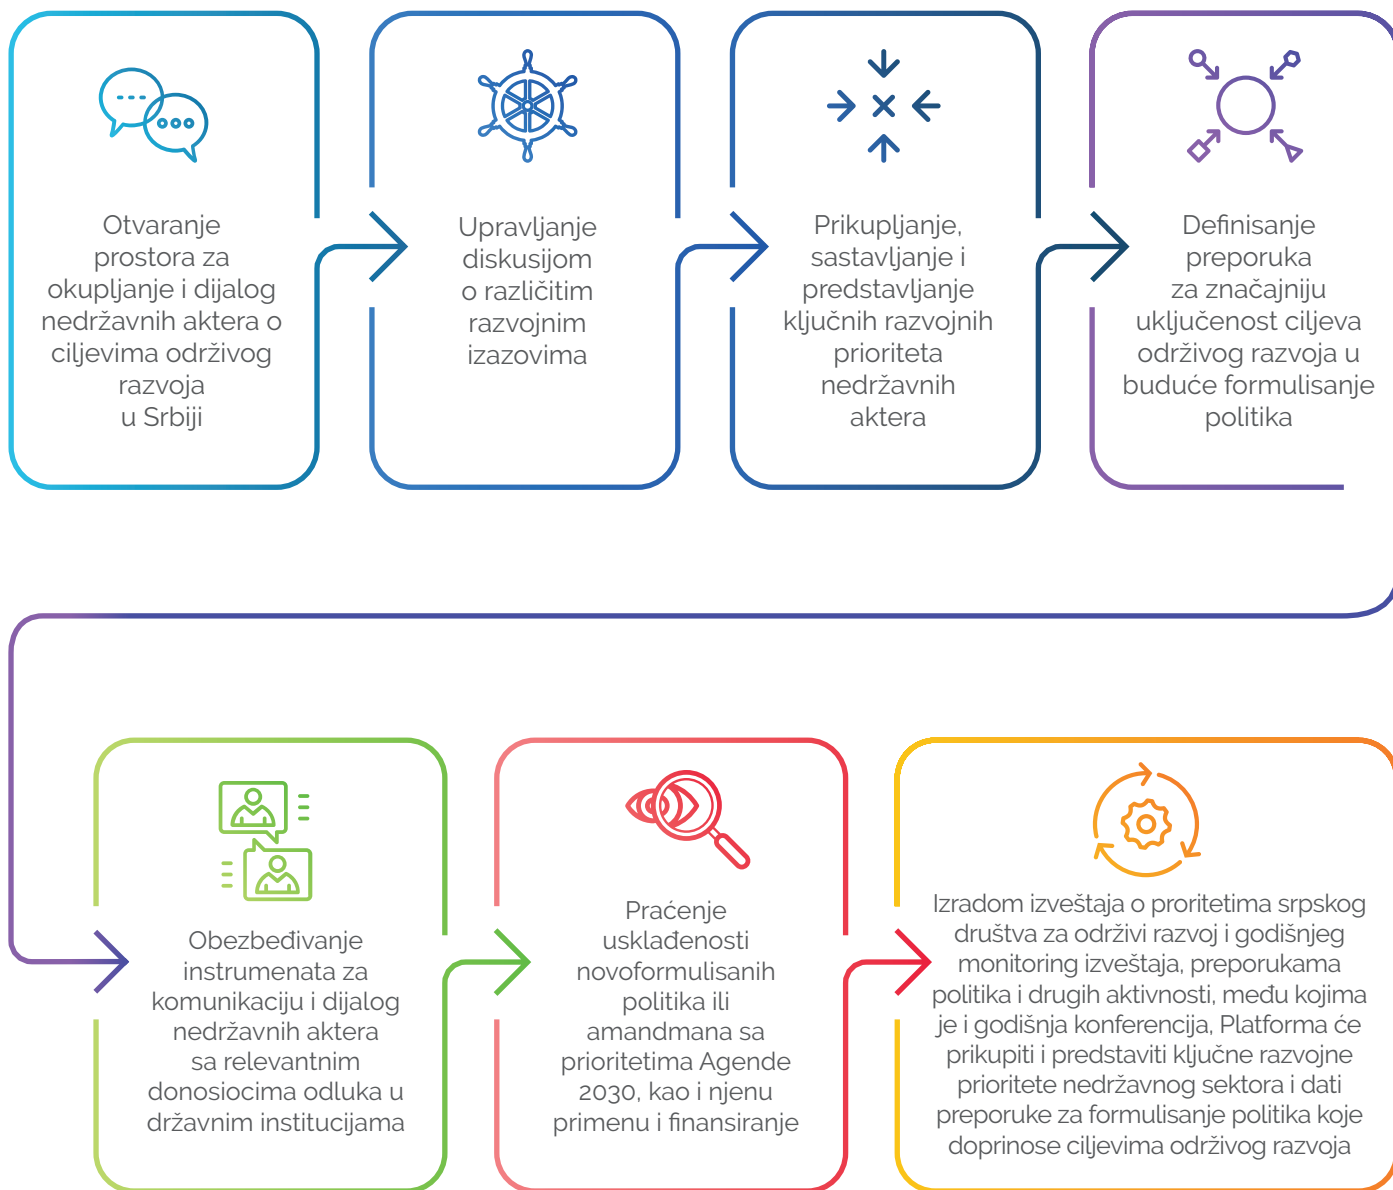 Otvaranje
prostora za
okupljanje i dijalog
nedržavnih aktera o
ciljevima održivog
razvoja
u Srbiji
Upravljanje
diskusijom
o različitim
razvojnim
izazovima
Prikupljanje,
sastavljanje i
predstavljanje
ključnih razvojnih
prioriteta
nedržavnih
aktera
Definisanje
preporuka
za značajniju
uključenost ciljeva
održivog razvoja u
buduće formulisanje
politika
Obezbeđivanje
instrumenata za
komunikaciju i dijalog
nedržavnih aktera
sa relevantnim
donosiocima odluka u
državnim institucijama
Praćenje
usklađenosti
novoformulisanih
politika ili
amandmana sa
prioritetima Agende
2030, kao i njenu
primenu i finansiranje
Izradom izveštaja o proritetima srpskog
društva za održivi razvoj i godišnjeg
monitoring izveštaja, preporukama
politika i drugih aktivnosti, među kojima
je i godišnja konferencija, Platforma će
prikupiti i predstaviti ključne razvojne
prioritete nedržavnog sektora i dati
preporuke za formulisanje politika koje
doprinose ciljevima održivog razvoja